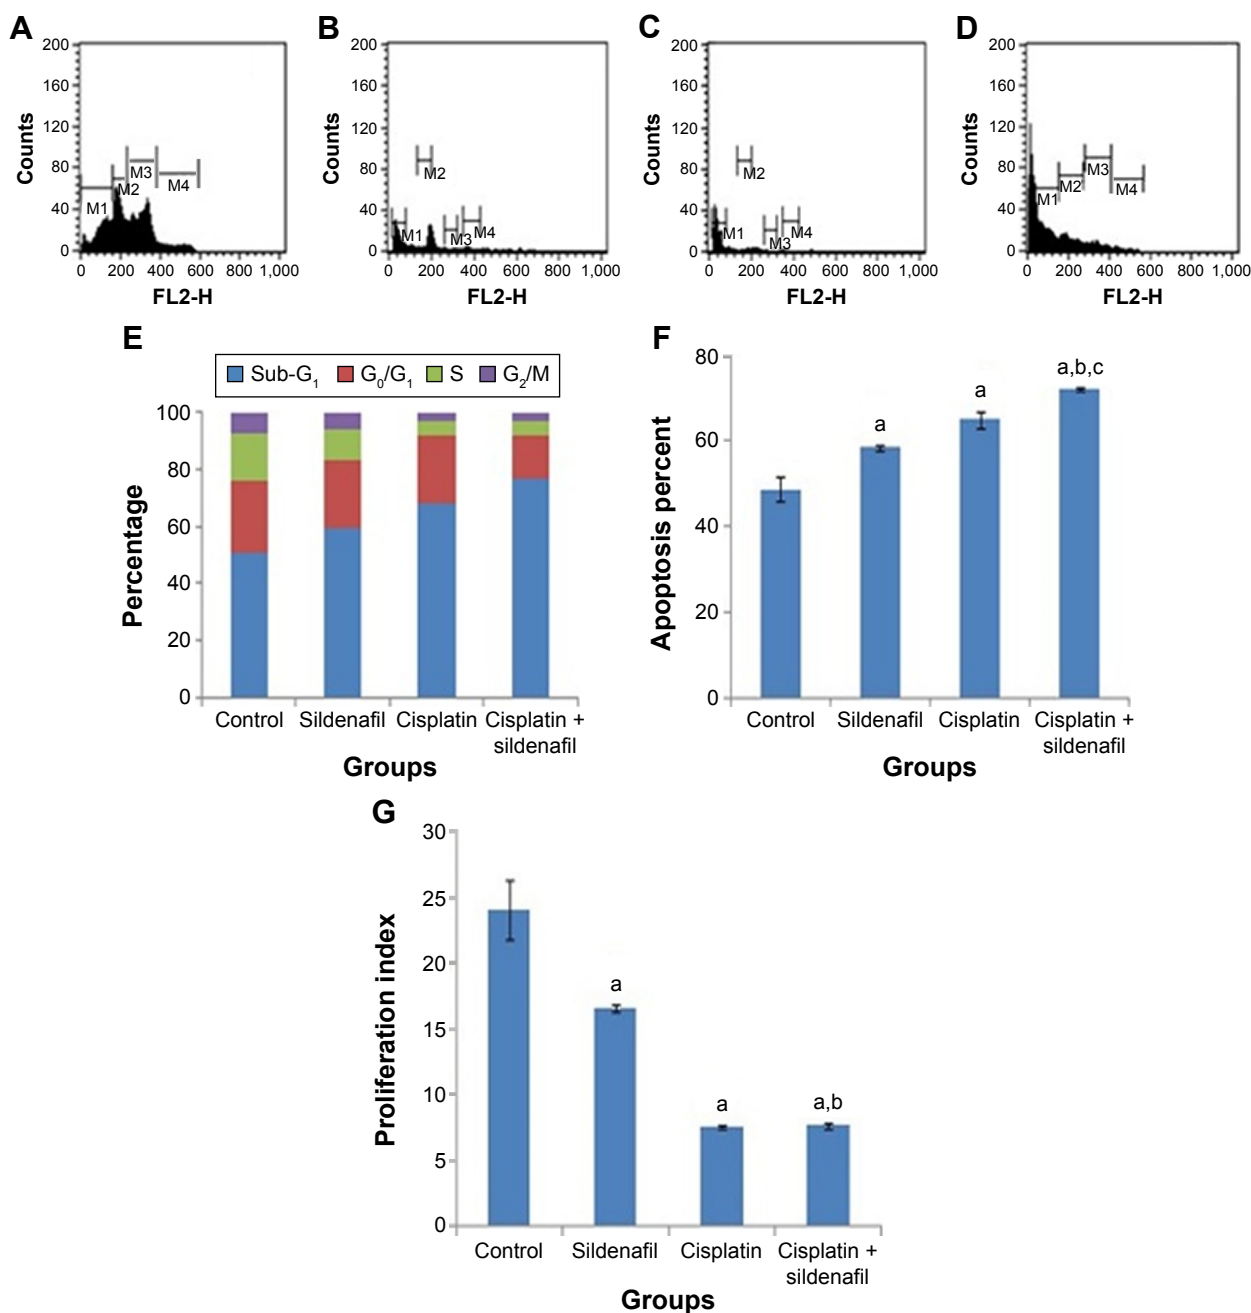 A
200
160
120
80
40
0
Counts
M1
M2
M3
M4
0 200 400 600 800 1,000
FL2-H
B
200
160
120
80
40
0
Counts
M2
M1
M3
M4
0 200 400 600 800 1,000
FL2-H
C
200
160
120
80
40
0
Counts
M2
M1
M3
M4
0 200 400 600 800 1,000
FL2-H
D
200
160
120
80
40
0
Counts
M1
M2
M3
M4
0 200 400 600 800 1,000
FL2-H
E
Sub-G₁ G₀/G₁ S G₂/M
100
80
60
40
20
0
Percentage
Control Sildenafil Cisplatin Cisplatin +
sildenafil
Groups
F
80
60
40
20
0
Apoptosis percent
a
a
a,b,c
Control Sildenafil Cisplatin Cisplatin +
sildenafil
Groups
G
30
25
20
15
10
5
0
Proliferation index
a
a
a,b
Control Sildenafil Cisplatin Cisplatin +
sildenafil
Groups